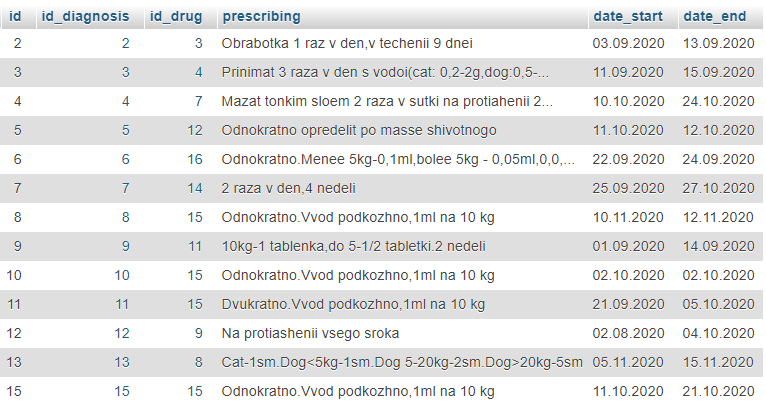 id id_diagnosis id_drug prescribing date_start date_end
2 2 3 Obrabotka 1 raz v den,v techenii 9 dnei 03.09.2020 13.09.2020
3 3 4 Prinimat 3 raza v den s vodoi(cat: 0,2-2g,dog:0,5-... 11.09.2020 15.09.2020
4 4 7 Mazat tonkim sloem 2 raza v sutki na protiahenii 2... 10.10.2020 24.10.2020
5 5 12 Odnokratno opredelit po masse shivotnogo 11.10.2020 12.10.2020
6 6 16 Odnokratno.Menee 5kg-0,1ml,bolee 5kg - 0,05ml,0,0,... 22.09.2020 24.09.2020
7 7 14 2 raza v den,4 nedeli 25.09.2020 27.10.2020
8 8 15 Odnokratno.Vvod podkozhno,1ml na 10 kg 10.11.2020 12.11.2020
9 9 11 10kg-1 tablenka,do 5-1/2 tabletki.2 nedeli 01.09.2020 14.09.2020
10 10 15 Odnokratno.Vvod podkozhno,1ml na 10 kg 02.10.2020 02.10.2020
11 11 15 Dvukratno.Vvod podkozhno,1ml na 10 kg 21.09.2020 05.10.2020
12 12 9 Na protiashenii vsego sroka 02.08.2020 04.10.2020
13 13 8 Cat-1sm.Dog<5kg-1sm.Dog 5-20kg-2sm.Dog>20kg-5sm 05.11.2020 15.11.2020
15 15 15 Odnokratno.Vvod podkozhno,1ml na 10 kg 11.10.2020 21.10.2020